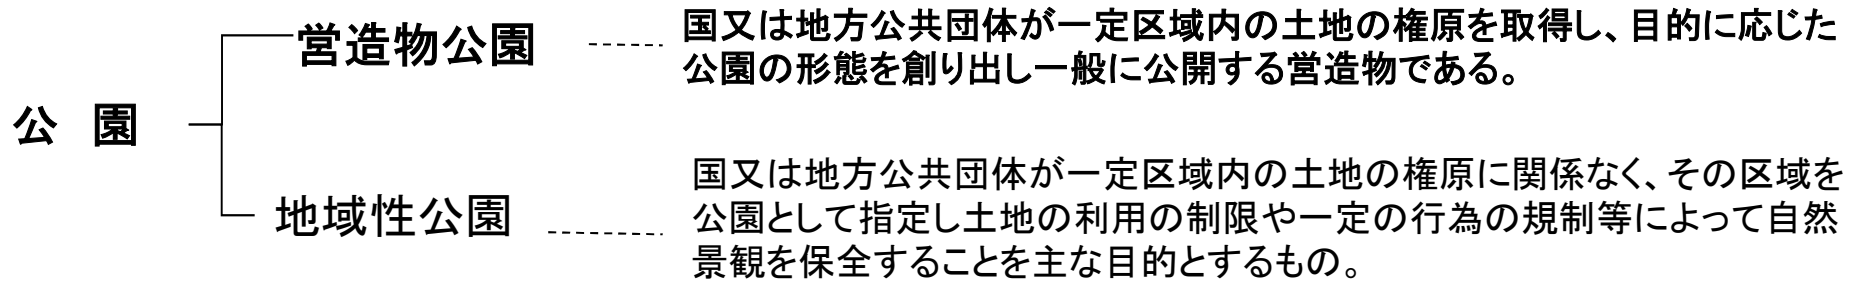 公　園
営造物公園
国又は地方公共団体が一定区域内の土地の権原を取得し、目的に応じた
公園の形態を創り出し一般に公開する営造物である。
地域性公園
国又は地方公共団体が一定区域内の土地の権原に関係なく、その区域を
公園として指定し土地の利用の制限や一定の行為の規制等によって自然
景観を保全することを主な目的とするもの。